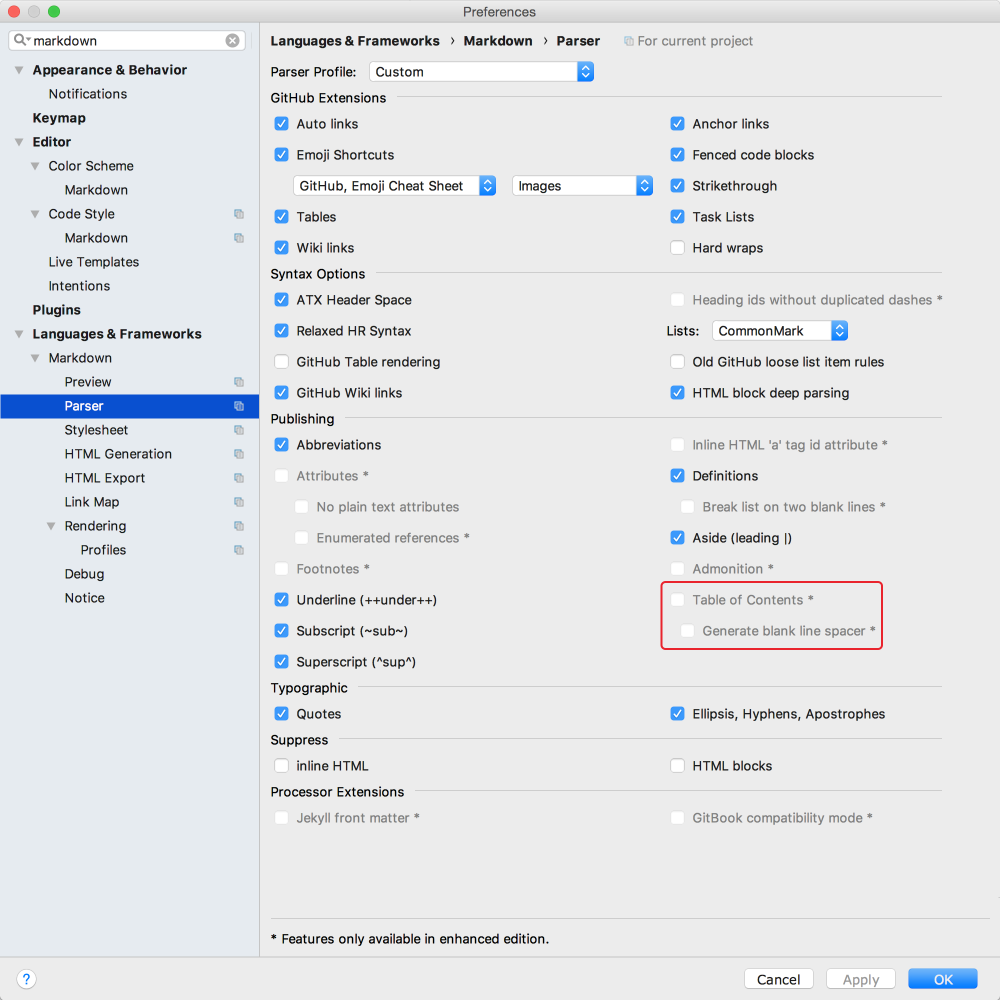 Preferences
markdown
Appearance & Behavior
Notifications
Keymap
Editor
Color Scheme
Markdown
Code Style
Markdown
Live Templates
Intentions
Plugins
Languages & Frameworks
Markdown
Preview
Parser
Stylesheet
HTML Generation
HTML Export
Link Map
Rendering
Profiles
Debug
Notice
Languages & Frameworks › Markdown › Parser For current project
Parser Profile: Custom
GitHub Extensions
Auto links Anchor links
Emoji Shortcuts Fenced code blocks
GitHub, Emoji Cheat Sheet Images Strikethrough
Tables Task Lists
Wiki links Hard wraps
Syntax Options
ATX Header Space Heading ids without duplicated dashes *
Relaxed HR Syntax Lists: CommonMark
GitHub Table rendering Old GitHub loose list item rules
GitHub Wiki links HTML block deep parsing
Publishing
Abbreviations Inline HTML 'a' tag id attribute *
Attributes * Definitions
No plain text attributes Break list on two blank lines *
Enumerated references * Aside (leading |)
Footnotes * Admonition *
Underline (++under++) Table of Contents *
Subscript (~sub~) Generate blank line spacer *
Superscript (^sup^)
Typographic
Quotes Ellipsis, Hyphens, Apostrophes
Suppress
inline HTML HTML blocks
Processor Extensions
Jekyll front matter * GitBook compatibility mode *
* Features only available in enhanced edition.
? Cancel Apply OK